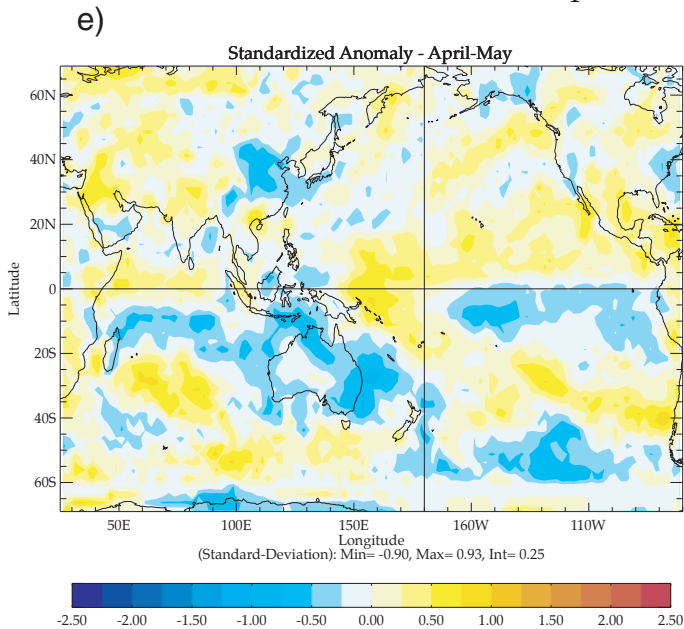 e)
Standardized Anomaly - April-May
60N
40N
20N
0
20S
40S
60S
Latitude
50E 100E 150E 160W 110W
Longitude
(Standard-Deviation): Min= -0.90, Max= 0.93, Int= 0.25
-2.50 -2.00 -1.50 -1.00 -0.50 0.00 0.50 1.00 1.50 2.00 2.50